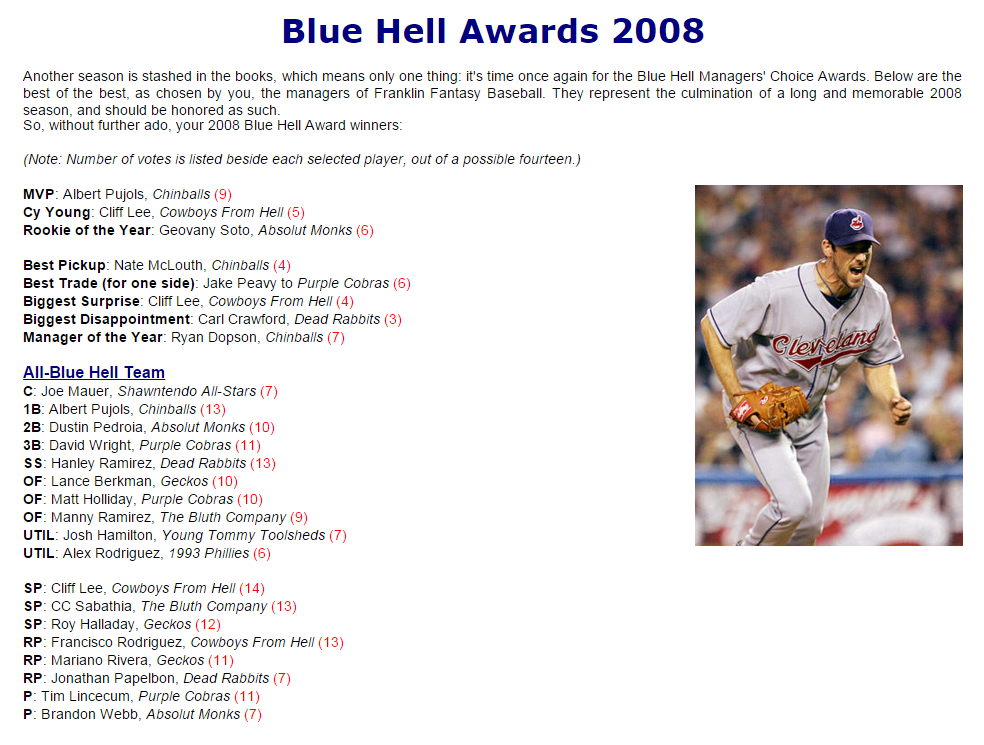 Blue Hell Awards 2008
Another season is stashed in the books, which means only one thing: it's time once again for the Blue Hell Managers' Choice Awards. Below are the
best of the best, as chosen by you, the managers of Franklin Fantasy Baseball. They represent the culmination of a long and memorable 2008
season, and should be honored as such.
So, without further ado, your 2008 Blue Hell Award winners:
(Note: Number of votes is listed beside each selected player, out of a possible fourteen.)
MVP: Albert Pujols, Chinballs (9)
Cy Young: Cliff Lee, Cowboys From Hell (5)
Rookie of the Year: Geovany Soto, Absolut Monks (6)
Best Pickup: Nate McLouth, Chinballs (4)
Best Trade (for one side): Jake Peavy to Purple Cobras (6)
Biggest Surprise: Cliff Lee, Cowboys From Hell (4)
Biggest Disappointment: Carl Crawford, Dead Rabbits (3)
Manager of the Year: Ryan Dopson, Chinballs (7)
All-Blue Hell Team
C: Joe Mauer, Shawntendo All-Stars (7)
1B: Albert Pujols, Chinballs (13)
2B: Dustin Pedroia, Absolut Monks (10)
3B: David Wright, Purple Cobras (11)
SS: Hanley Ramirez, Dead Rabbits (13)
OF: Lance Berkman, Geckos (10)
OF: Matt Holliday, Purple Cobras (10)
OF: Manny Ramirez, The Bluth Company (9)
UTIL: Josh Hamilton, Young Tommy Toolsheds (7)
UTIL: Alex Rodriguez, 1993 Phillies (6)
SP: Cliff Lee, Cowboys From Hell (14)
SP: CC Sabathia, The Bluth Company (13)
SP: Roy Halladay, Geckos (12)
RP: Francisco Rodriguez, Cowboys From Hell (13)
RP: Mariano Rivera, Geckos (11)
RP: Jonathan Papelbon, Dead Rabbits (7)
P: Tim Lincecum, Purple Cobras (11)
P: Brandon Webb, Absolut Monks (7)
Cleveland